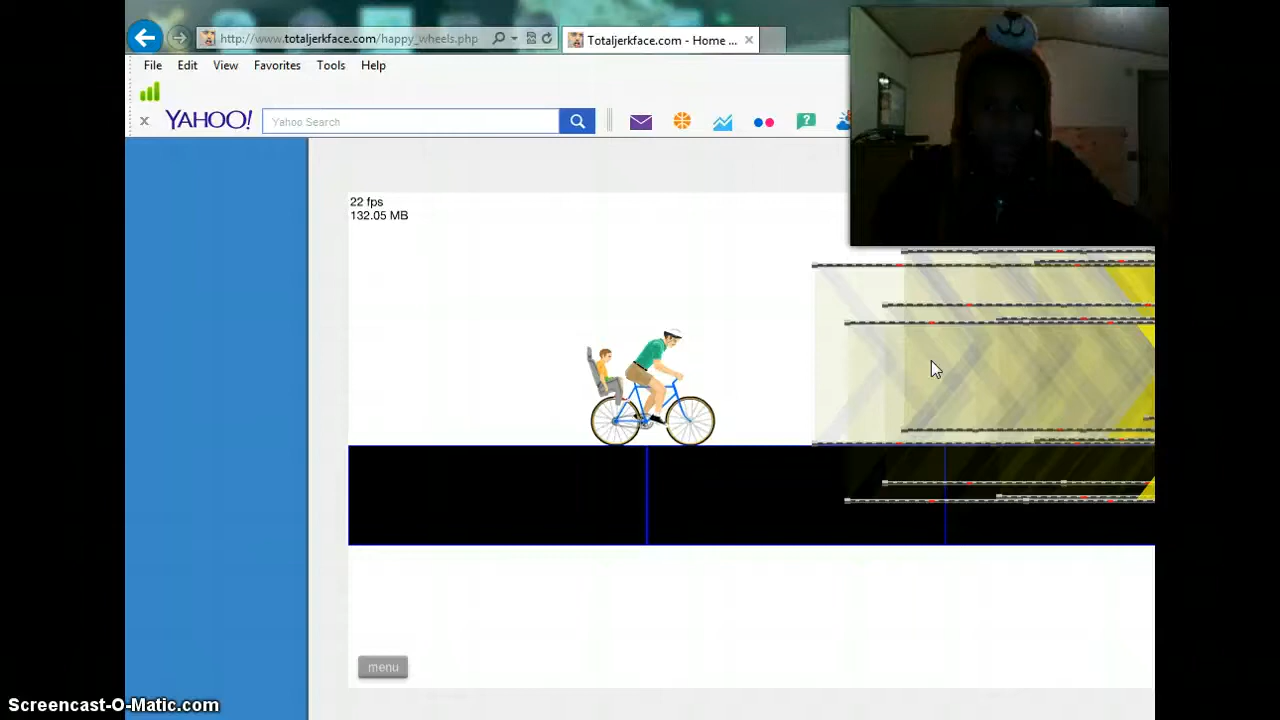 http://www.totaljerkface.com/happy_wheels.php
Totaljerkface.com - Home ...
File Edit View Favorites Tools Help
YAHOO! Yahoo Search
22 fps
132.05 MB
menu
Screencast-O-Matic.com